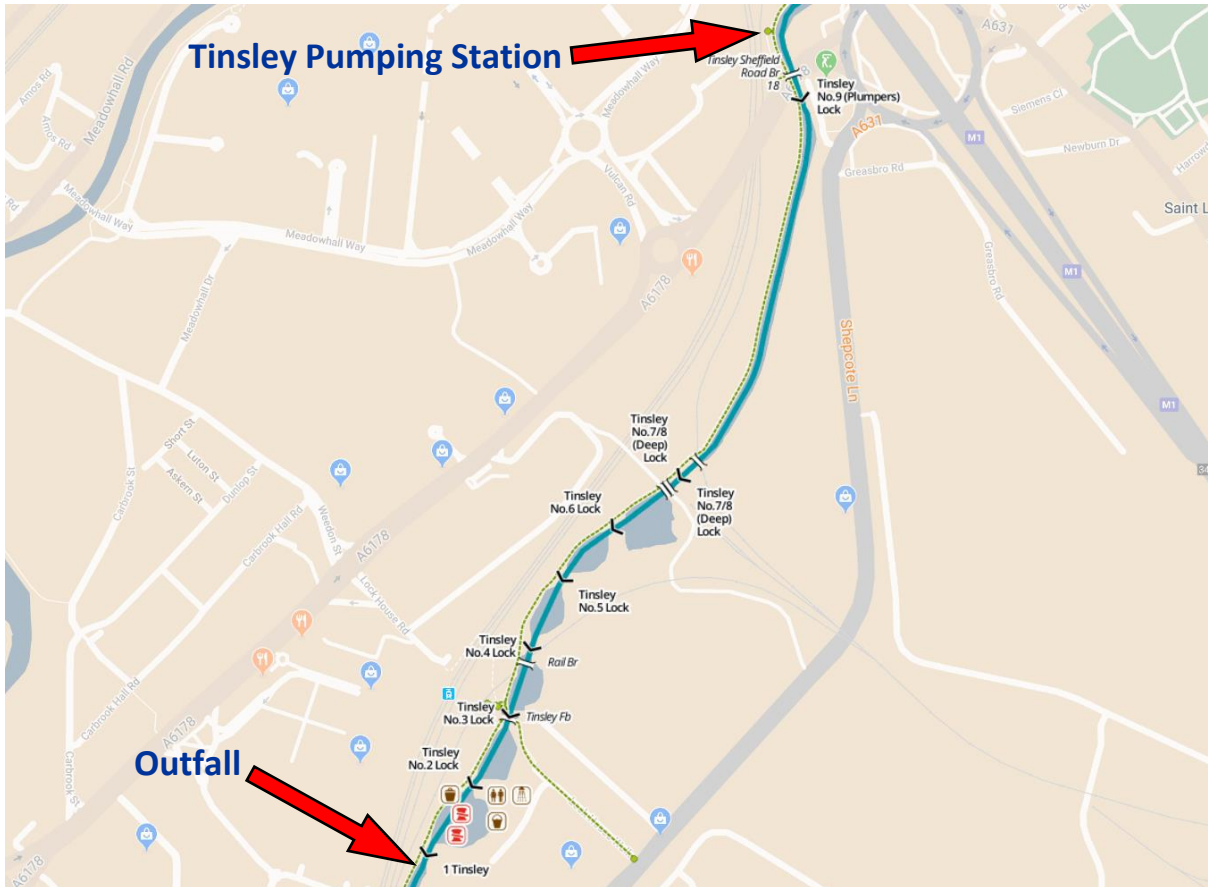 Tinsley Pumping Station
Tinsley Sheffield
Road Br
18
Tinsley
No.9 (Plumpers)
Lock
A631
A631
M1
Siemens Cl
Newburn Dr
Greasbro Rd
Saint L
Amos Rd
Amos Rd
Meadowhall Rd
Meadowhall Way
Vulcan Rd
Meadowhall Way
Meadowhall Way
Meadowhall Dr
A6178
M1
Greasbro Rd
Shepcote Ln
M1
Short St
Luton St
Askern St
Dunlop St
Carbrook St
Weedon St
Carbrook Hall Rd
A6178
Lock House Rd
Tinsley
No.7/8
(Deep)
Lock
Tinsley
No.7/8
(Deep)
Lock
Tinsley
No.6 Lock
Tinsley
No.5 Lock
Tinsley
No.4 Lock
Rail Br
Tinsley
No.3 Lock
Tinsley Fb
Tinsley
No.2 Lock
Carbrook Hall Rd
A6178
Carbrook St
Outfall
1 Tinsley
A6178